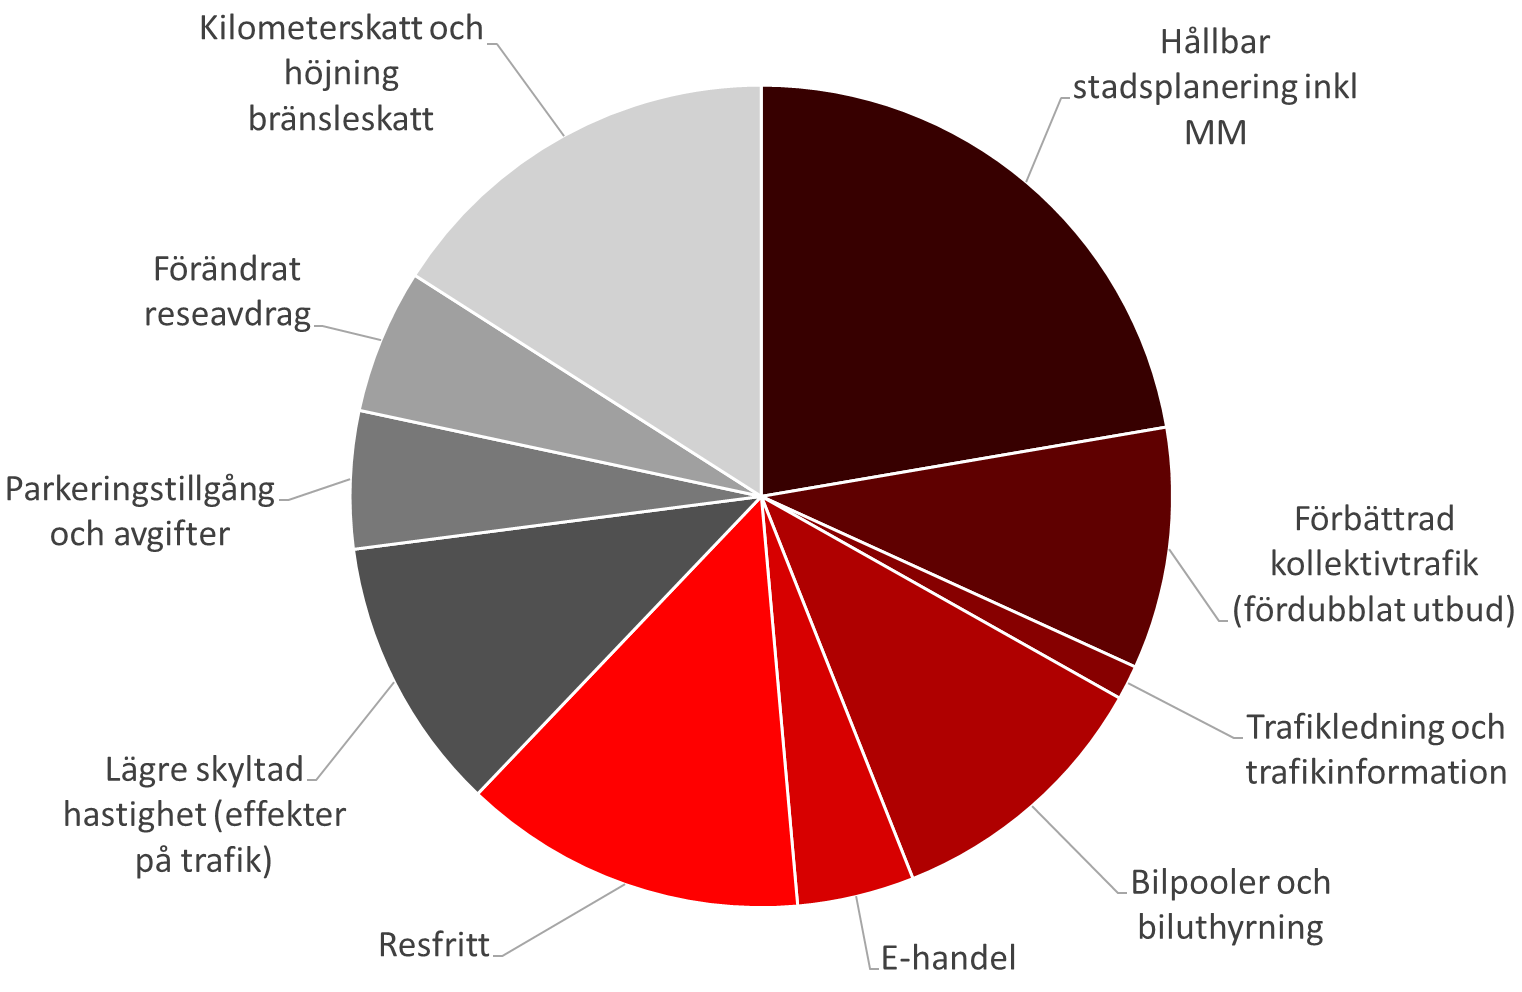 Kilometerskatt och
höjning
bränsleskatt
Hållbar
stadsplanering inkl
MM
Förändrat
reseavdrag
Parkeringstillgång
och avgifter
Förbättrad
kollektivtrafik
(fördubblat utbud)
Trafikledning och
trafikinformation
Lägre skyltad
hastighet (effekter
på trafik)
Bilpooler och
biluthyrning
Resfritt
E-handel